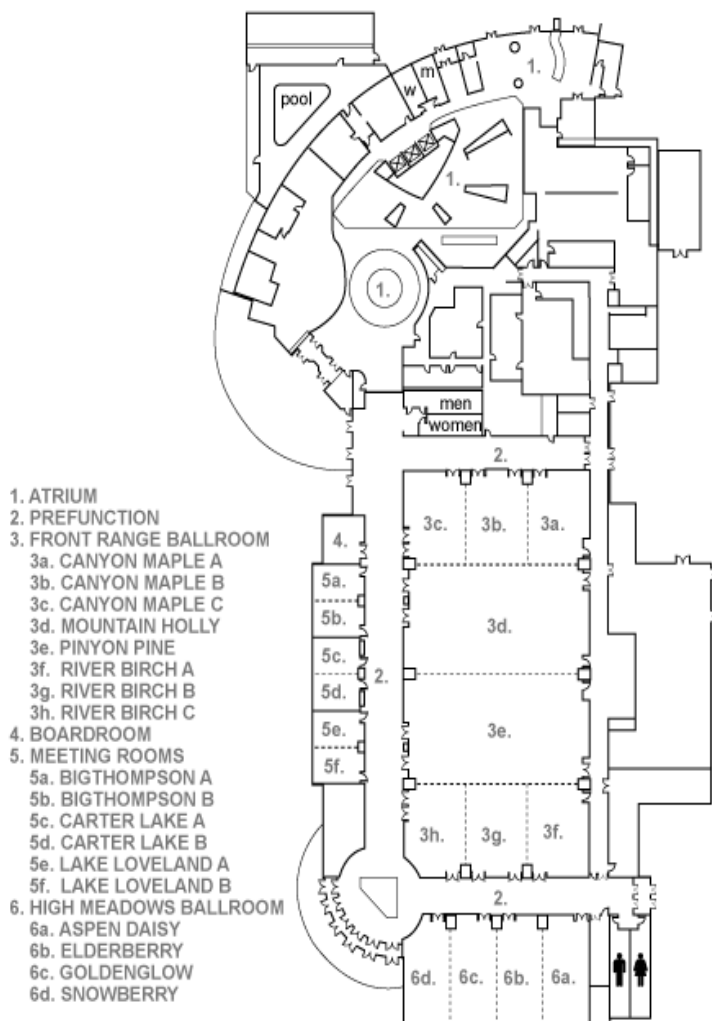 pool
w
m
1.
1.
1.
men
women
2.
3c.
3b.
3a.
4.
5a.
5b.
3d.
5c.
2.
5d.
5e.
3e.
5f.
3h.
3g.
3f.
2.
6d.
6c.
6b.
6a.
1. ATRIUM
2. PREFUNCTION
3. FRONT RANGE BALLROOM
3a. CANYON MAPLE A
3b. CANYON MAPLE B
3c. CANYON MAPLE C
3d. MOUNTAIN HOLLY
3e. PINYON PINE
3f. RIVER BIRCH A
3g. RIVER BIRCH B
3h. RIVER BIRCH C
4. BOARDROOM
5. MEETING ROOMS
5a. BIGTHOMPSON A
5b. BIGTHOMPSON B
5c. CARTER LAKE A
5d. CARTER LAKE B
5e. LAKE LOVELAND A
5f. LAKE LOVELAND B
6. HIGH MEADOWS BALLROOM
6a. ASPEN DAISY
6b. ELDERBERRY
6c. GOLDENGLOW
6d. SNOWBERRY